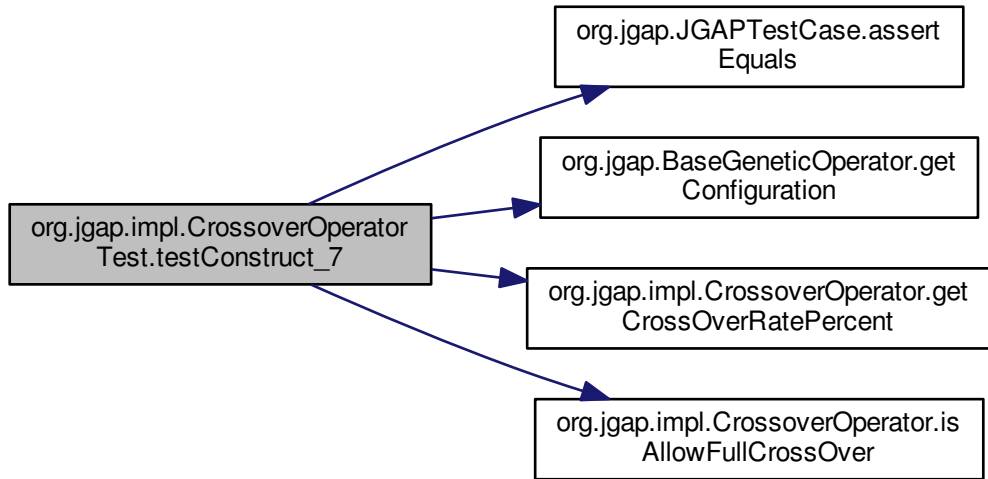 org.jgap.JGAPTestCase.assert
Equals
org.jgap.BaseGeneticOperator.get
Configuration
org.jgap.impl.CrossoverOperator
Test.testConstruct_7
org.jgap.impl.CrossoverOperator.get
CrossOverRatePercent
org.jgap.impl.CrossoverOperator.is
AllowFullCrossOver